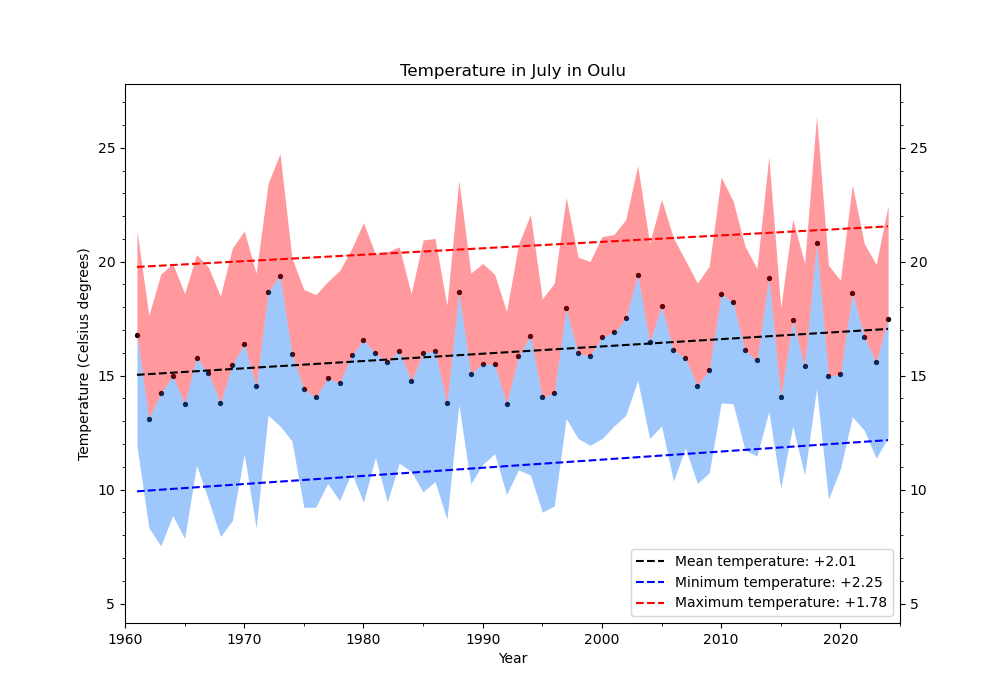 Temperature in July in Oulu
Temperature (Celsius degrees)
25
20
15
10
5
25
20
15
10
5
Mean temperature: +2.01
Minimum temperature: +2.25
Maximum temperature: +1.78
1960 1970 1980 1990 2000 2010 2020
Year